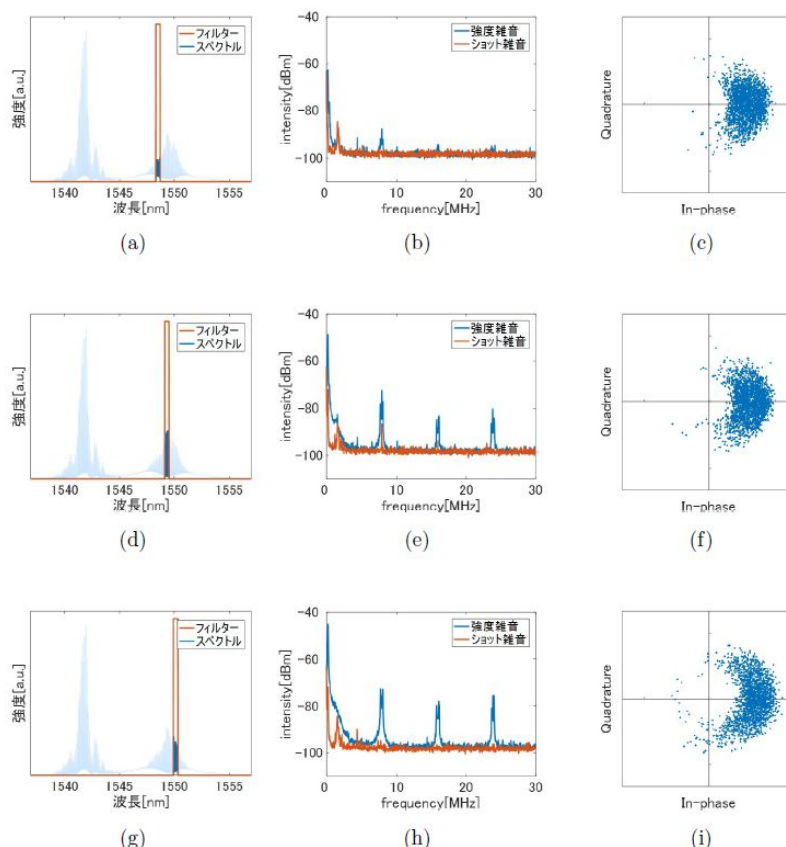 フィルター
スペクトル
強度[a.u.]
1540 1545 1550 1555
波長[nm]
(a)
-40
-60
-80
-100
intensity[dBm]
強度雑音
ショット雑音
0 10 20 30
frequency[MHz]
(b)
Quadrature
In-phase
(c)
フィルター
スペクトル
強度[a.u.]
1540 1545 1550 1555
波長[nm]
(d)
-40
-60
-80
-100
intensity[dBm]
強度雑音
ショット雑音
0 10 20 30
frequency[MHz]
(e)
Quadrature
In-phase
(f)
フィルター
スペクトル
強度[a.u.]
1540 1545 1550 1555
波長[nm]
(g)
-40
-60
-80
-100
intensity[dBm]
強度雑音
ショット雑音
0 10 20 30
frequency[MHz]
(h)
Quadrature
In-phase
(i)